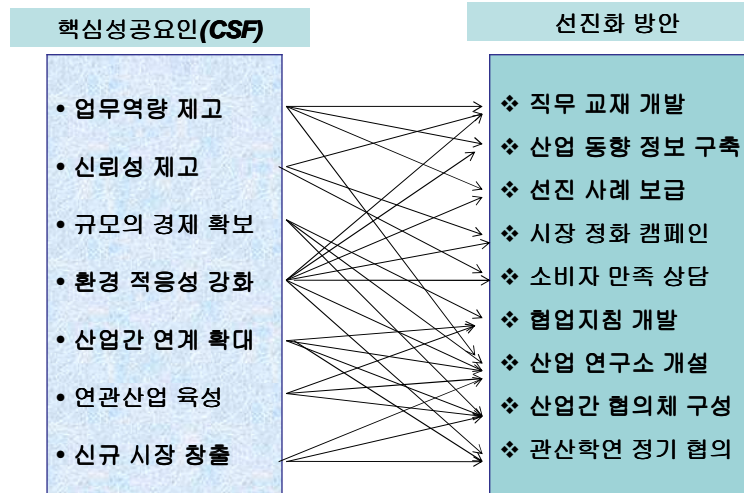 핵심성공요인(CSF)
• 업무역량 제고
• 신뢰성 제고
• 규모의 경제 확보
• 환경 적응성 강화
• 산업간 연계 확대
• 연관산업 육성
• 신규 시장 창출
선진화 방안
❖ 직무 교재 개발
❖ 산업 동향 정보 구축
❖ 선진 사례 보급
❖ 시장 정화 캠페인
❖ 소비자 만족 상담
❖ 협업지침 개발
❖ 산업 연구소 개설
❖ 산업간 협의체 구성
❖ 관산학연 정기 협의